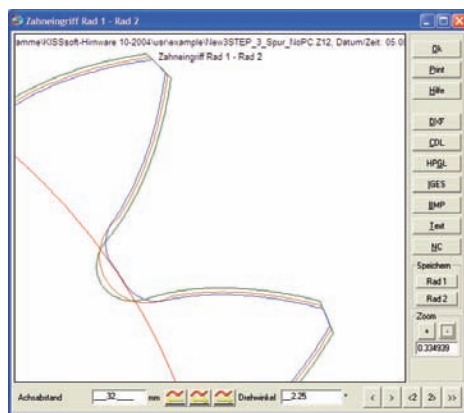 Zahneingriff Rad 1 - Rad 2
amme\KISSsoft-Hirnware 10-2004\usr\example\New3STEP_3_Spur_NoPC.Z12, Datum/Zeit: 05.0
Zahneingriff Rad 1 - Rad 2
Ok
Print
Hilfe
DXF
CDL
HPGL
IGES
BMP
Text
NC
Speichern
Rad 1
Rad 2
Zoom
+ -
0.334939
Achsabstand __32____ mm Drehwinkel __2.25 ° < > <2 2> >>